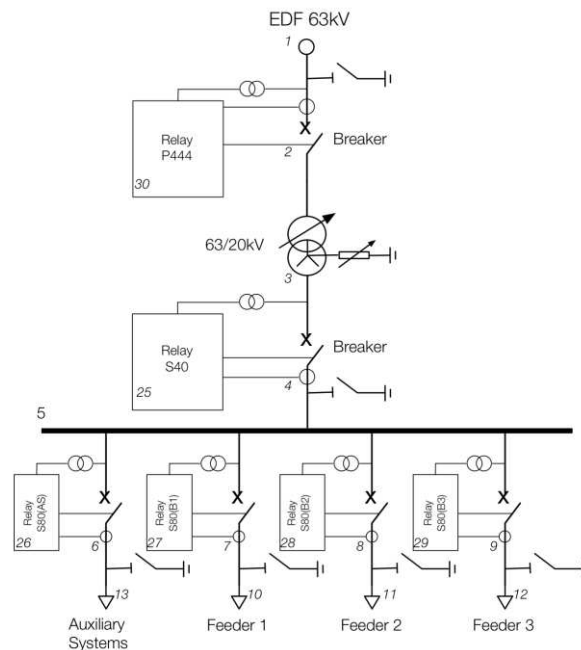 EDF 63kV
1
Relay
P444
30
Breaker
2
63/20kV
3
Relay
S40
25
Breaker
4
5
Relay
S80(AS)
26
6
Relay
S80(B1)
27
7
Relay
S80(B2)
28
8
Relay
S80(B3)
29
9
13
10
11
12
Auxiliary
Systems
Feeder 1
Feeder 2
Feeder 3